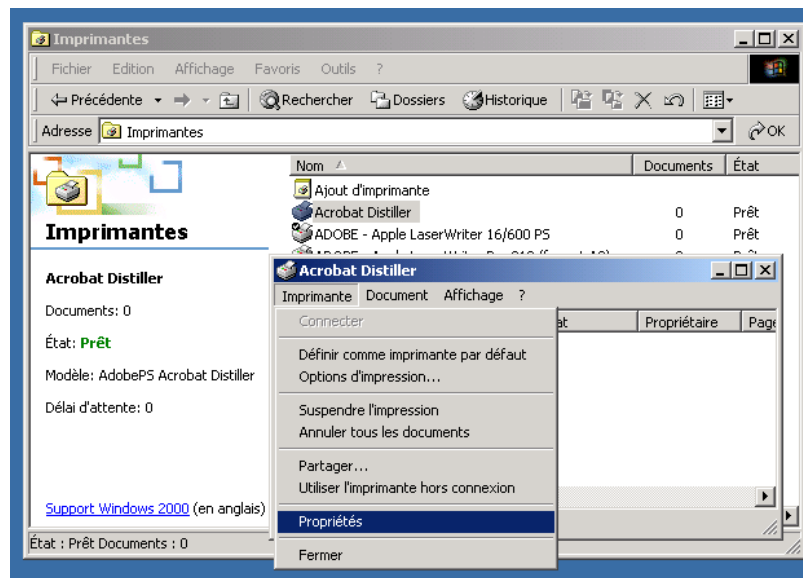 Imprimantes
Fichier Edition Affichage Favoris Outils ?
Précédente Rechercher Dossiers Historique
Adresse Imprimantes OK
Nom Documents État
Ajout d'imprimante
Acrobat Distiller 0 Prêt
ADOBE - Apple LaserWriter 16/600 PS 0 Prêt
Imprimantes
Acrobat Distiller
Documents: 0
État: Prêt
Modèle: AdobePS Acrobat Distiller
Délai d'attente: 0
Support Windows 2000 (en anglais)
État : Prêt Documents : 0
Acrobat Distiller
Imprimante Document Affichage ?
Propriétaire
Connecter
Définir comme imprimante par défaut
Options d'impression...
Suspendre l'impression
Annuler tous les documents
Partager...
Utiliser l'imprimante hors connexion
Propriétés
Fermer